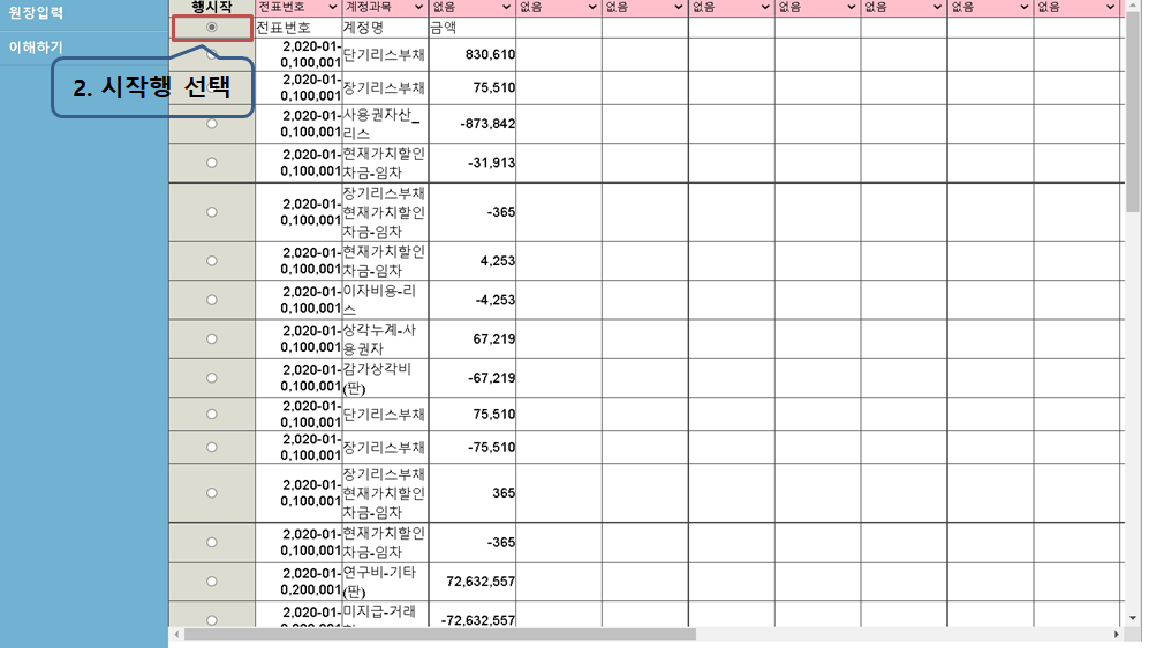 원장입력
이해하기
2. 시작행 선택
행시작 전표번호 계정과목 없음 없음 없음 없음 없음 없음 없음 없음
전표번호 계정명 금액
2,020-01-
0,100,001 단기리스부채 830,610
2,020-01-
0,100,001 장기리스부채 75,510
2,020-01- 사용권자산_
0,100,001 리스 -873,842
2,020-01- 현재가치할인
0,100,001 차금-임차 -31,913
장기리스부채
2,020-01- 현재가치할인 -365
0,100,001 차금-임차
2,020-01- 현재가치할인
0,100,001 차금-임차 4,253
2,020-01- 이자비용-리
0,100,001 스 -4,253
2,020-01- 상각누계-사
0,100,001 용권자 67,219
2,020-01- 감가상각비
0,100,001 (판) -67,219
2,020-01-
0,100,001 단기리스부채 75,510
2,020-01-
0,100,001 장기리스부채 -75,510
장기리스부채
2,020-01- 현재가치할인 365
0,100,001 차금-임차
2,020-01- 현재가치할인
0,100,001 차금-임차 -365
2,020-01- 연구비-기타
0,200,001 (판) 72,632,557
2,020-01- 미지급-거래
-72,632,557